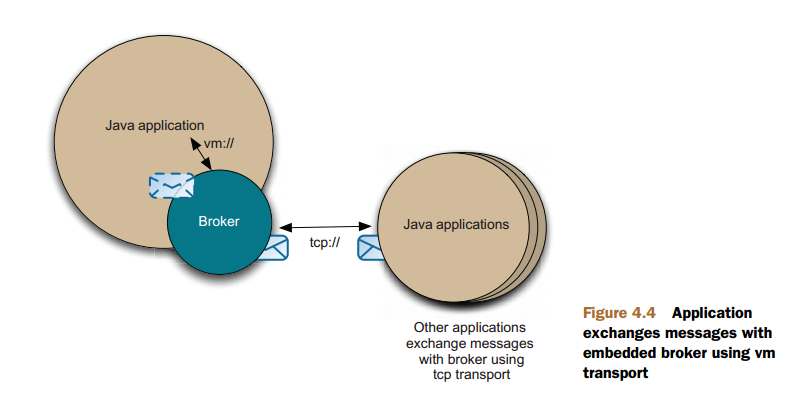 Java application
vm://
Broker
tcp://
Java applications
Other applications
exchange messages
with broker using
tcp transport
Figure 4.4 Application
exchanges messages with
embedded broker using vm
transport